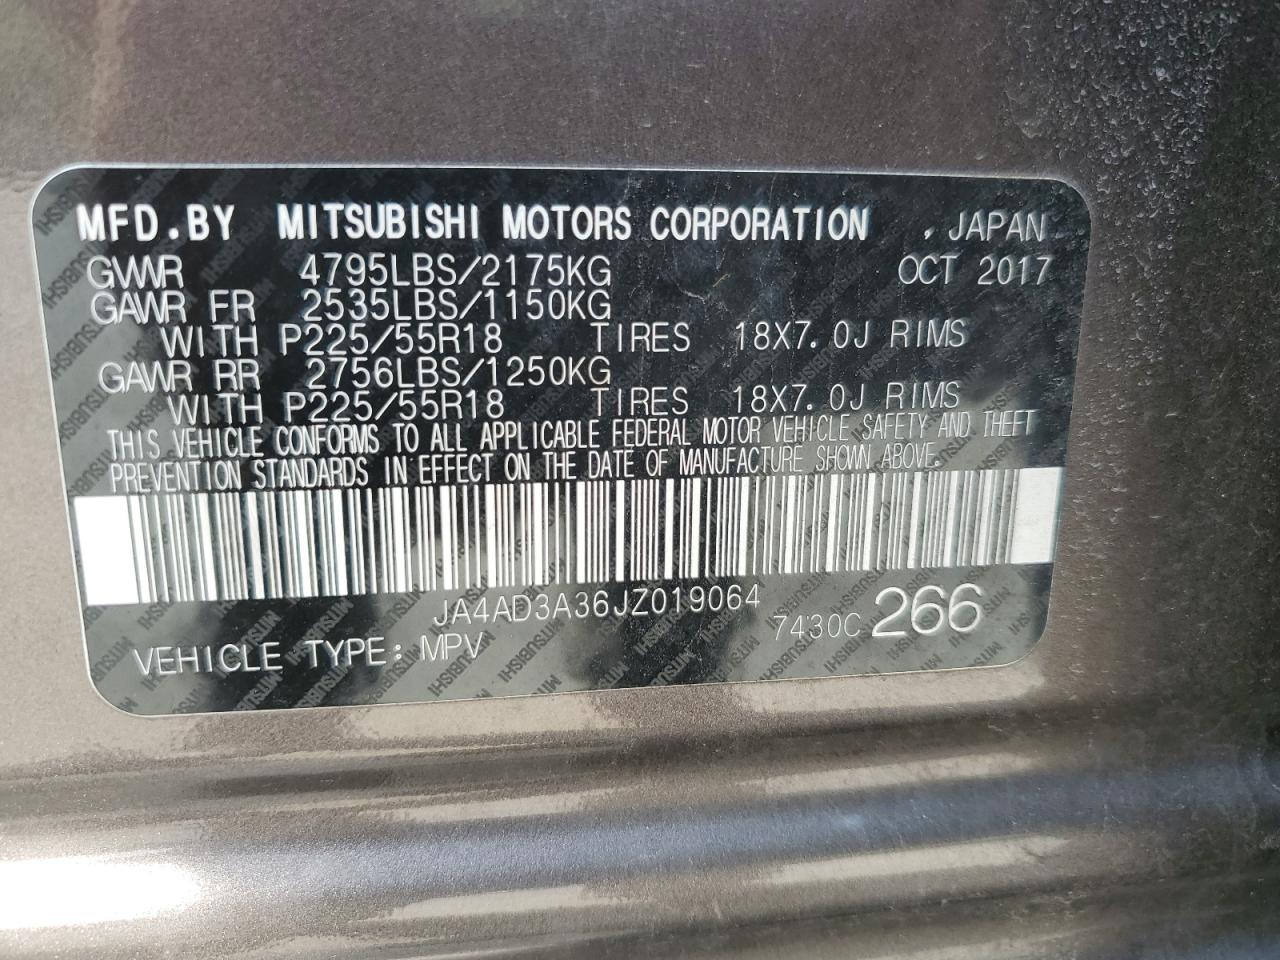 MFD.BY MITSUBISHI MOTORS CORPORATION , JAPAN
GVWR 4795LBS/2175KG OCT 2017
GAWR FR 2535LBS/1150KG
WITH P225/55R18 TIRES 18X7.0J RIMS
GAWR RR 2756LBS/1250KG
WITH P225/55R18 TIRES 18X7.0J RIMS
THIS VEHICLE CONFORMS TO ALL APPLICABLE FEDERAL MOTOR VEHICLE SAFETY AND THEFT
PREVENTION STANDARDS IN EFFECT ON THE DATE OF MANUFACTURE SHOWN ABOVE.
JA4AD3A36JZ019064
7430C 266
VEHICLE TYPE: MPV